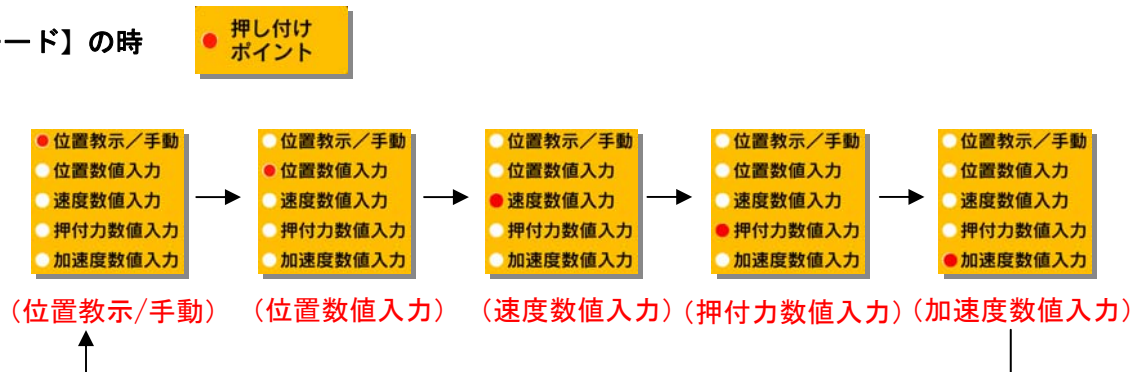 ード】の時
押し付け
ポイント
位置教示／手動
位置数値入力
速度数値入力
押付力数値入力
加速度数値入力
位置教示／手動
位置数値入力
速度数値入力
押付力数値入力
加速度数値入力
位置教示／手動
位置数値入力
速度数値入力
押付力数値入力
加速度数値入力
位置教示／手動
位置数値入力
速度数値入力
押付力数値入力
加速度数値入力
位置教示／手動
位置数値入力
速度数値入力
押付力数値入力
加速度数値入力
(位置教示/手動)
(位置数値入力)
(速度数値入力)
(押付力数値入力)
(加速度数値入力)